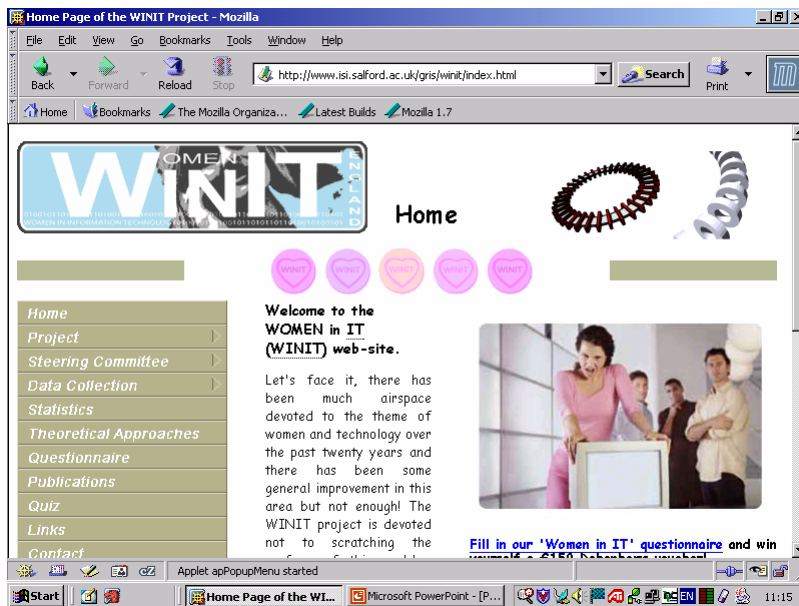 Home Page of the WINIT Project - Mozilla
File Edit View Go Bookmarks Tools Window Help
Back Forward Reload Stop http://www.isi.salford.ac.uk/gris/winit/index.html Search Print
Home Bookmarks The Mozilla Organiza... Latest Builds Mozilla 1.7
WOMEN
WINIT
ENGLAND
WOMEN IN INFORMATION TECHNOLOGY
Home
WINIT WINIT WINIT WINIT WINIT
Home
Project
Steering Committee
Data Collection
Statistics
Theoretical Approaches
Questionnaire
Publications
Quiz
Links
Contact
Welcome to the
WOMEN in IT
(WINIT) web-site.
Let's face it, there has
been much airspace
devoted to the theme of
women and technology over
the past twenty years and
there has been some
general improvement in this
area but not enough! The
WINIT project is devoted
not to scratching the
Fill in our 'Women in IT' questionnaire and win
Applet apPopupMenu started
Start Home Page of the WI... Microsoft PowerPoint - [P... EN 11:15